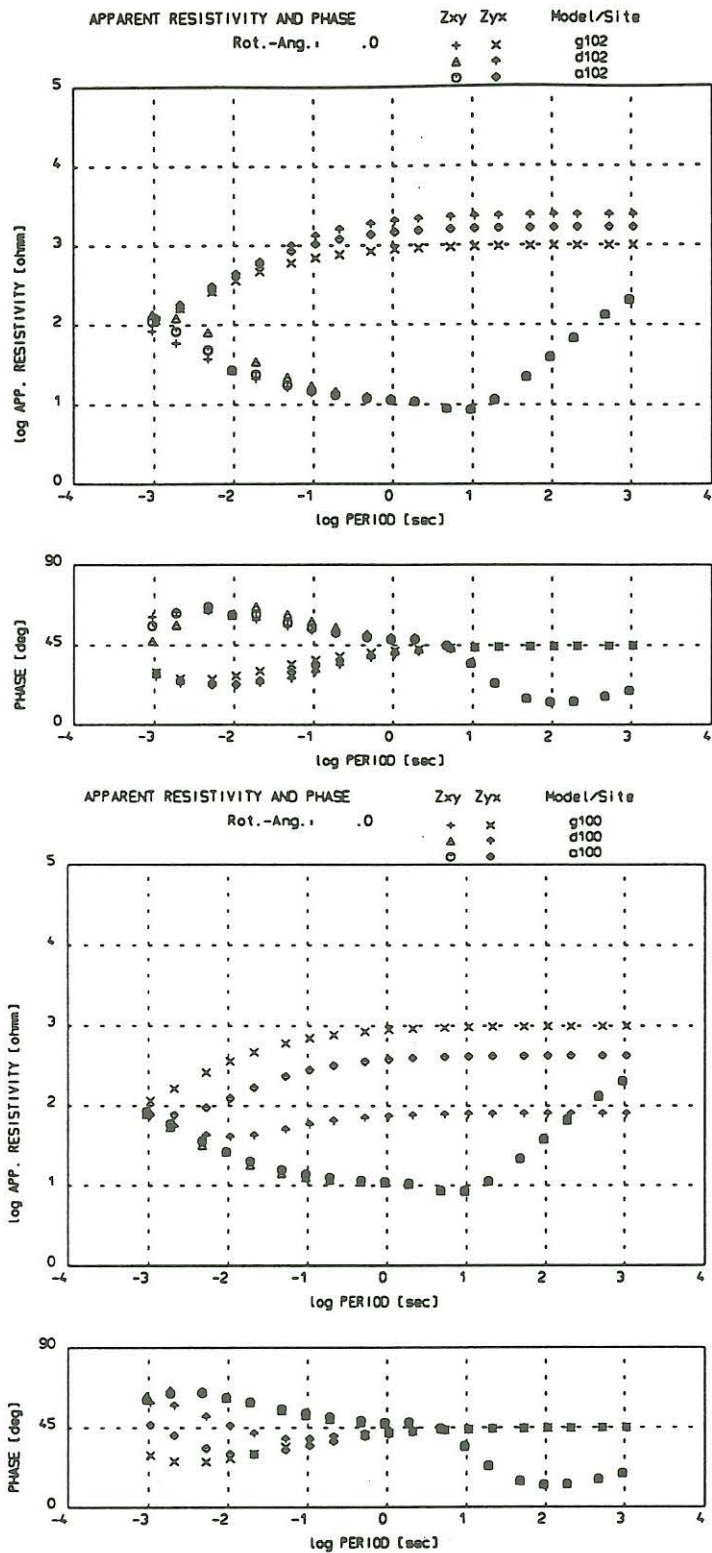 APPARENT RESISTIVITY AND PHASE Zxy Zyx Model/Site
Rot.-Ang.: .0 + × g102
d102
a102
5
4
3
2
1
0
log APP. RESISTIVITY [ohmm]
-4 -3 -2 -1 0 1 2 3 4
log PERIOD [sec]
90
45
0
PHASE [deg]
-4 -3 -2 -1 0 1 2 3 4
log PERIOD [sec]
APPARENT RESISTIVITY AND PHASE Zxy Zyx Model/Site
Rot.-Ang.: .0 + × g100
d100
a100
5
4
3
2
1
0
log APP. RESISTIVITY [ohmm]
-4 -3 -2 -1 0 1 2 3 4
log PERIOD [sec]
90
45
0
PHASE [deg]
-4 -3 -2 -1 0 1 2 3 4
log PERIOD [sec]